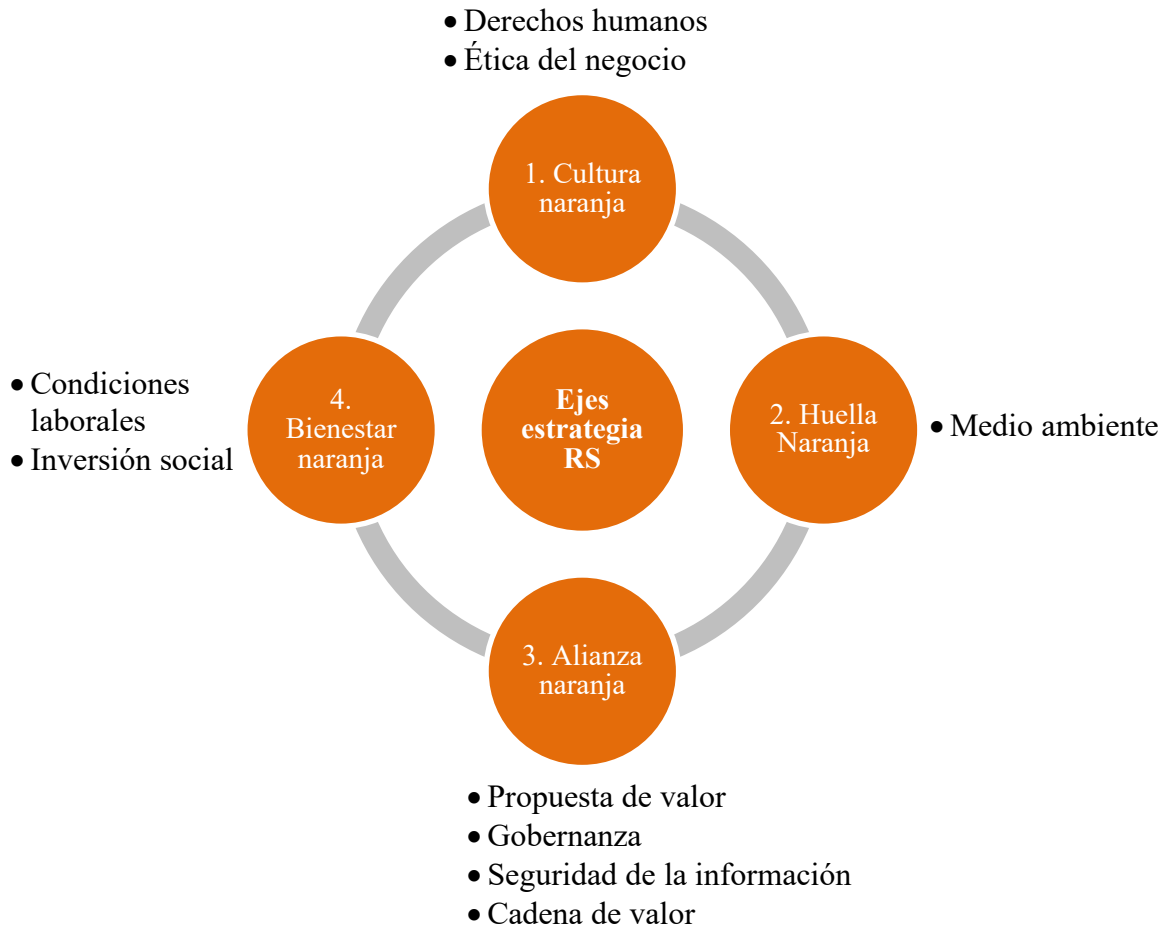 • Derechos humanos
• Ética del negocio
1. Cultura
naranja
• Condiciones
laborales
• Inversión social
4.
Bienestar
naranja
Ejes
estrategia
RS
2. Huella
Naranja
• Medio ambiente
3. Alianza
naranja
• Propuesta de valor
• Gobernanza
• Seguridad de la información
• Cadena de valor